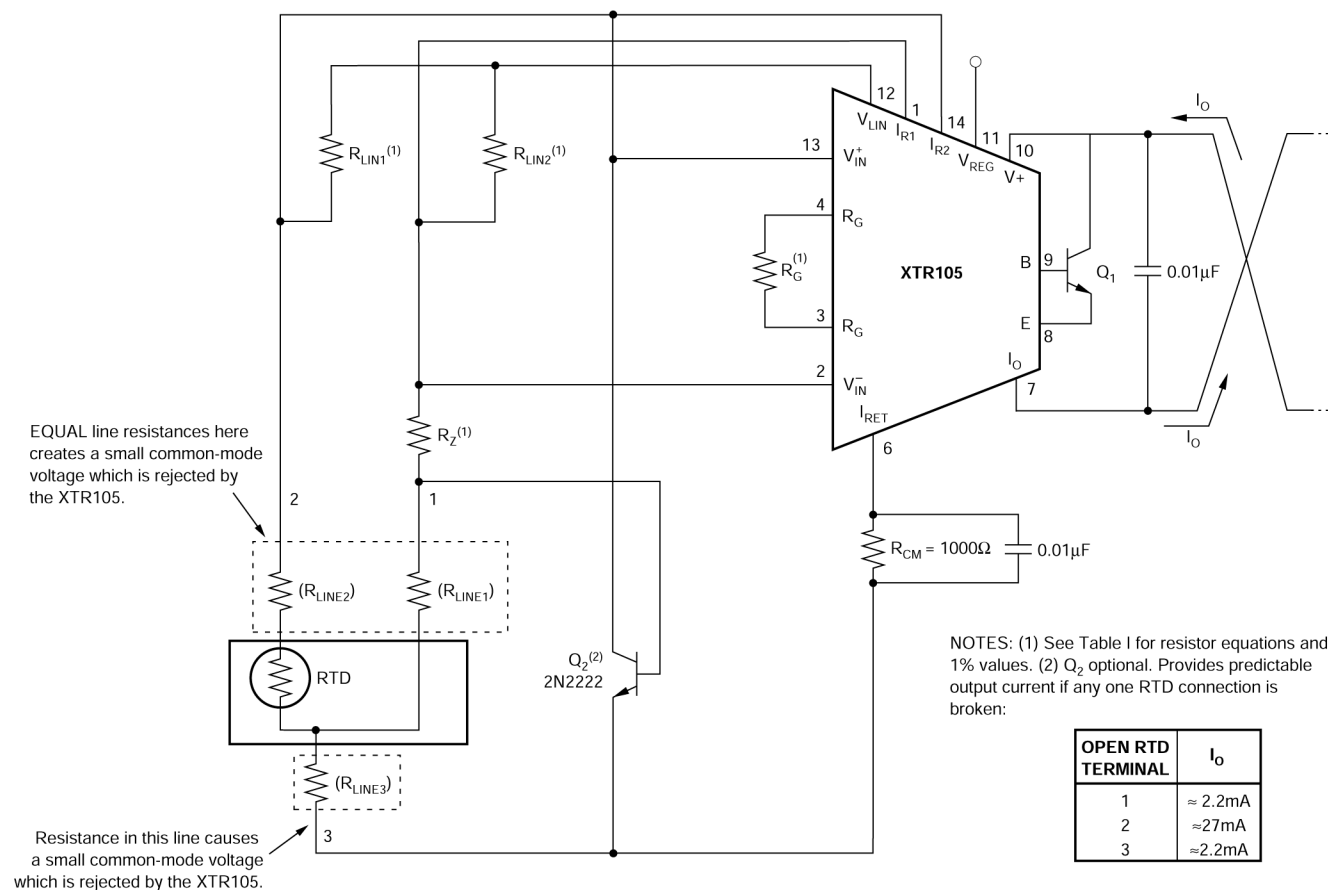 I_O
12
1
14
11
10
V_LIN
I_R1
I_R2
V_REG
V+
R_LIN1^(1)
R_LIN2^(1)
13
V_IN^+
4
R_G
R_G^(1)
XTR105
B
9
Q_1
0.01µF
3
R_G
E
8
2
V_IN^−
I_O
7
I_RET
6
I_O
R_Z^(1)
EQUAL line resistances here
creates a small common-mode
voltage which is rejected by
the XTR105.
2
1
R_CM = 1000Ω
0.01µF
(R_LINE2)
(R_LINE1)
RTD
Q_2^(2)
2N2222
NOTES: (1) See Table I for resistor equations and
1% values. (2) Q_2 optional. Provides predictable
output current if any one RTD connection is
broken:
OPEN RTD
TERMINAL
I_O
1 ≈ 2.2mA
2 ≈27mA
3 ≈2.2mA
(R_LINE3)
3
Resistance in this line causes
a small common-mode voltage
which is rejected by the XTR105.